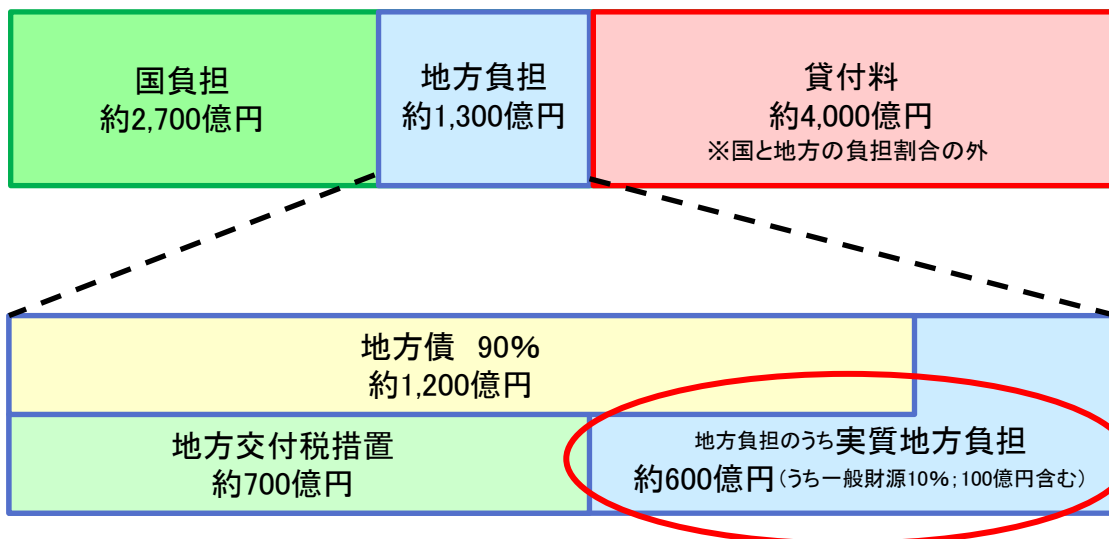 国負担
約2,700億円
地方負担
約1,300億円
貸付料
約4,000億円
※国と地方の負担割合の外
地方債　90%
約1,200億円
地方交付税措置
約700億円
地方負担のうち実質地方負担
約600億円(うち一般財源10%;100億円含む)